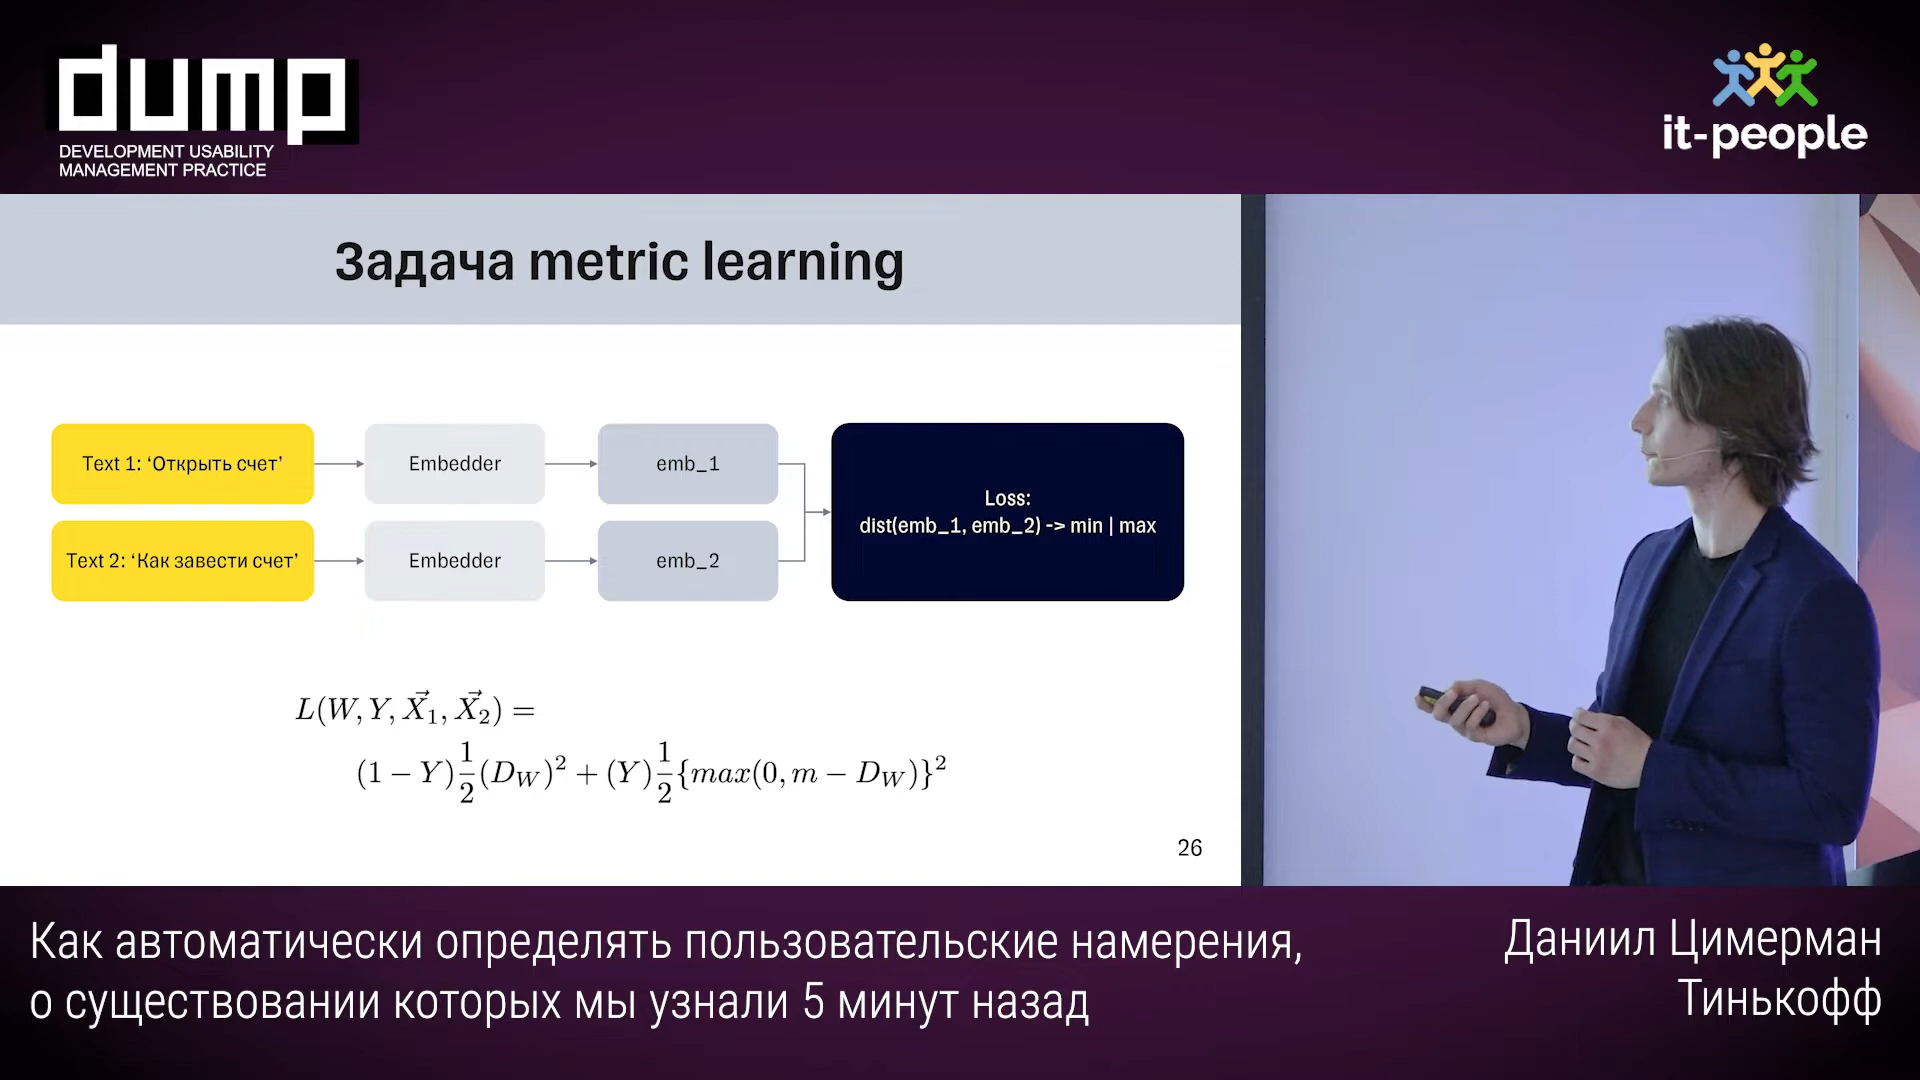 dump
DEVELOPMENT USABILITY
MANAGEMENT PRACTICE
it-people
Задача metric learning
Text 1: ‘Открыть счет’
Embedder
emb_1
Text 2: ‘Как завести счет’
Embedder
emb_2
Loss:
dist(emb_1, emb_2) -> min | max
L(W, Y, X⃗₁, X⃗₂) =
(1 − Y)½(D_W)² + (Y)½{max(0, m − D_W)}²
26
Как автоматически определять пользовательские намерения,
о существовании которых мы узнали 5 минут назад
Даниил Цимерман
Тинькофф